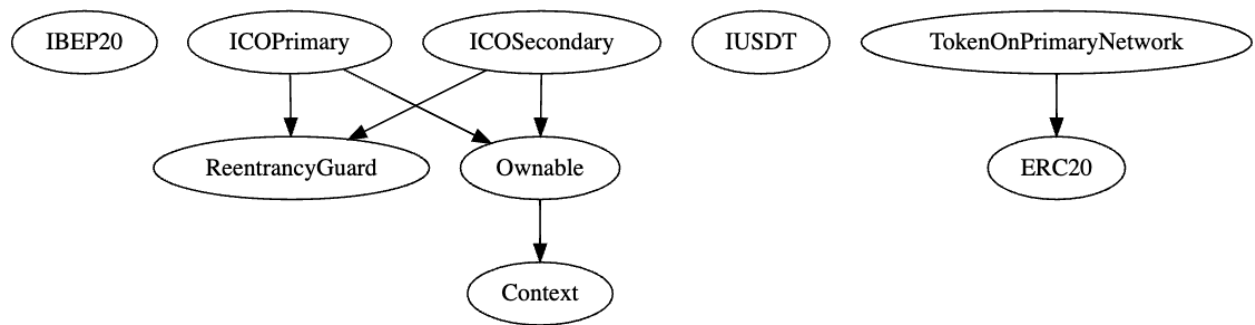 IBEP20
ICOPrimary
ICOSecondary
IUSDT
TokenOnPrimaryNetwork
ReentrancyGuard
Ownable
ERC20
Context